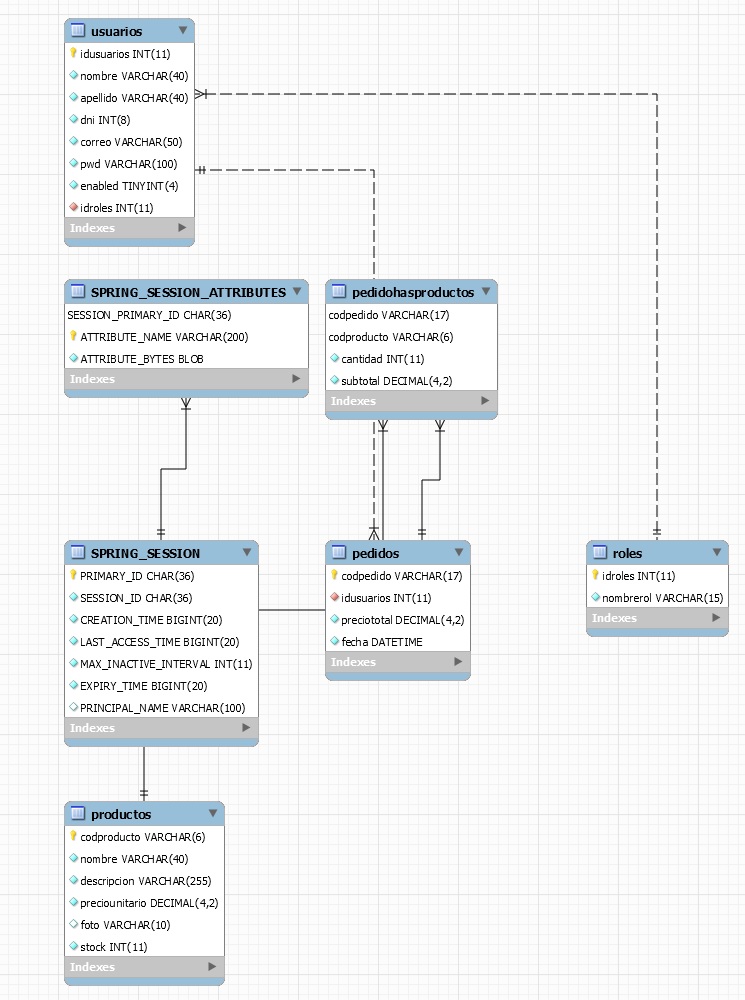 usuarios
idusuarios INT(11)
nombre VARCHAR(40)
apellido VARCHAR(40)
dni INT(8)
correo VARCHAR(50)
pwd VARCHAR(100)
enabled TINYINT(4)
idroles INT(11)
Indexes
SPRING_SESSION_ATTRIBUTES
SESSION_PRIMARY_ID CHAR(36)
ATTRIBUTE_NAME VARCHAR(200)
ATTRIBUTE_BYTES BLOB
Indexes
pedidohasproductos
codpedido VARCHAR(17)
codproducto VARCHAR(6)
cantidad INT(11)
subtotal DECIMAL(4,2)
Indexes
SPRING_SESSION
PRIMARY_ID CHAR(36)
SESSION_ID CHAR(36)
CREATION_TIME BIGINT(20)
LAST_ACCESS_TIME BIGINT(20)
MAX_INACTIVE_INTERVAL INT(11)
EXPIRY_TIME BIGINT(20)
PRINCIPAL_NAME VARCHAR(100)
Indexes
pedidos
codpedido VARCHAR(17)
idusuarios INT(11)
preciototal DECIMAL(4,2)
fecha DATETIME
Indexes
roles
idroles INT(11)
nombrerol VARCHAR(15)
Indexes
productos
codproducto VARCHAR(6)
nombre VARCHAR(40)
descripcion VARCHAR(255)
preciounitario DECIMAL(4,2)
foto VARCHAR(10)
stock INT(11)
Indexes